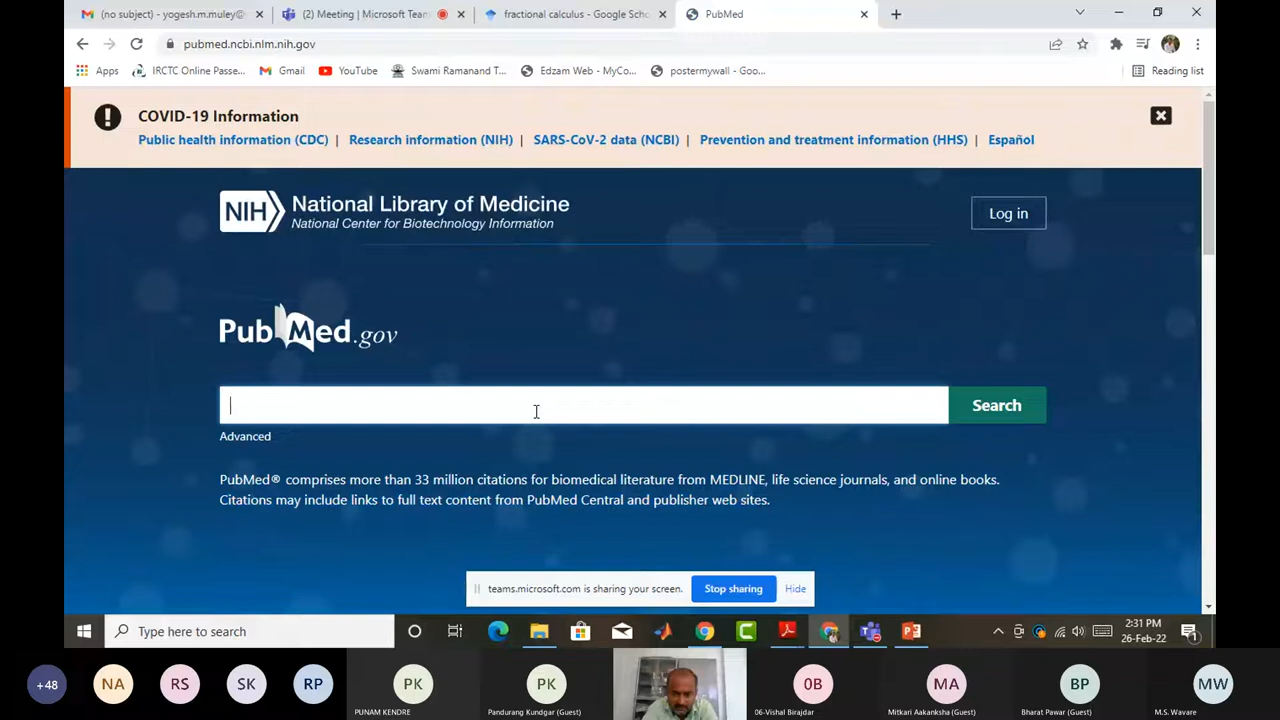 (no subject) - yogesh.m.muley@
(2) Meeting | Microsoft Team
fractional calculus - Google Scho
PubMed
pubmed.ncbi.nlm.nih.gov
Apps
IRCTC Online Passe...
Gmail
YouTube
Swami Ramanand T...
Edzam Web - MyCo...
postermywall - Goo...
Reading list
COVID-19 Information
Public health information (CDC) | Research information (NIH) | SARS-CoV-2 data (NCBI) | Prevention and treatment information (HHS) | Español
NIH National Library of Medicine
National Center for Biotechnology Information
Log in
PubMed.gov
Search
Advanced
PubMed® comprises more than 33 million citations for biomedical literature from MEDLINE, life science journals, and online books.
Citations may include links to full text content from PubMed Central and publisher web sites.
teams.microsoft.com is sharing your screen.
Stop sharing
Hide
Type here to search
2:31 PM
26-Feb-22
1
+48
NA
RS
SK
RP
PK
PUNAM KENDRE
PK
Pandurang Kundgar (Guest)
0B
06-Vishal Birajdar
MA
Mitkari Aakanksha (Guest)
BP
Bharat Pawar (Guest)
MW
M.S. Wavare